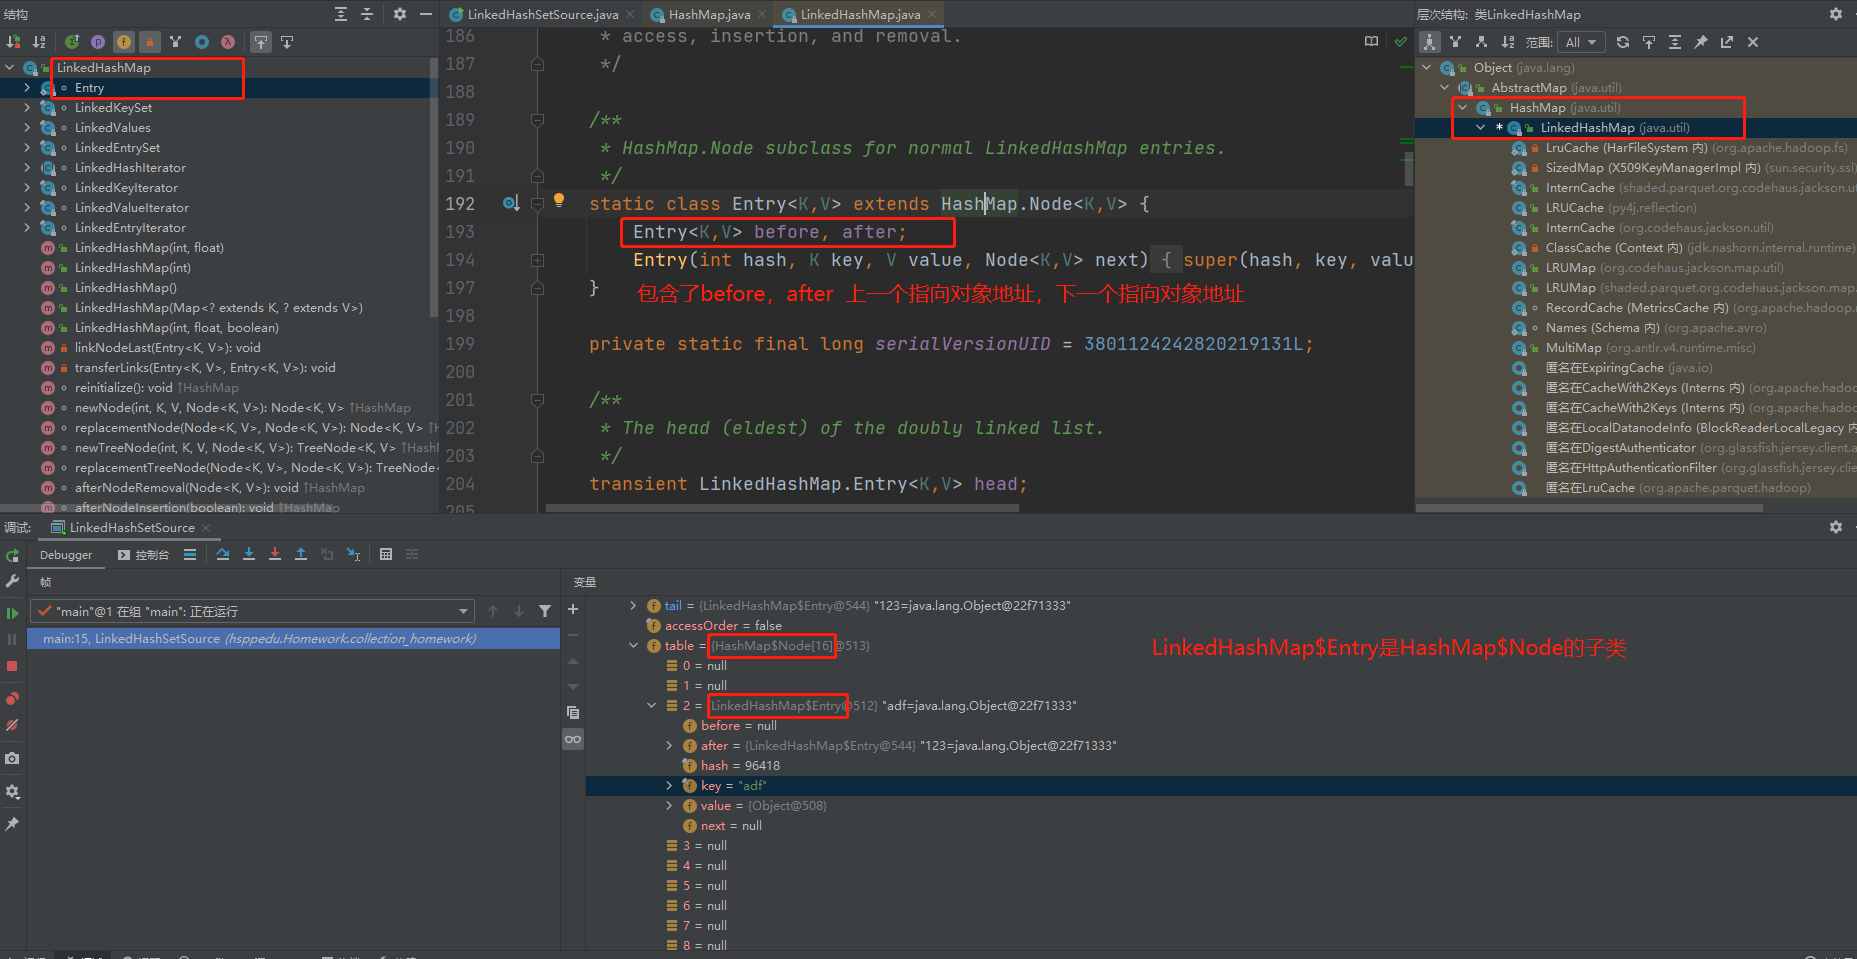 结构
LinkedHashSetSource.java
HashMap.java
LinkedHashMap.java
层次结构: 类LinkedHashMap
范围: All
LinkedHashMap
Entry
LinkedKeySet
LinkedValues
LinkedEntrySet
LinkedHashIterator
LinkedKeyIterator
LinkedValueIterator
LinkedEntryIterator
LinkedHashMap(int, float)
LinkedHashMap(int)
LinkedHashMap()
LinkedHashMap(Map<? extends K, ? extends V>)
LinkedHashMap(int, float, boolean)
linkNodeLast(Entry<K, V>): void
transferLinks(Entry<K, V>, Entry<K, V>): void
reinitialize(): void ↑HashMap
newNode(int, K, V, Node<K, V>): Node<K, V> ↑HashMap
replacementNode(Node<K, V>, Node<K, V>): Node<K, V> ↑H
newTreeNode(int, K, V, Node<K, V>): TreeNode<K, V> ↑Has
replacementTreeNode(Node<K, V>, Node<K, V>): TreeNode<
afterNodeRemoval(Node<K, V>): void ↑HashMap
afterNodeInsertion(boolean): void ↑HashMap
186 * access, insertion, and removal.
187 */
188
189 /**
190 * HashMap.Node subclass for normal LinkedHashMap entries.
191 */
192 static class Entry<K,V> extends HashMap.Node<K,V> {
193 Entry<K,V> before, after;
194 Entry(int hash, K key, V value, Node<K,V> next) { super(hash, key, valu
197 }
包含了before，after 上一个指向对象地址，下一个指向对象地址
198
199 private static final long serialVersionUID = 3801124242820219131L;
200
201 /**
202 * The head (eldest) of the doubly linked list.
203 */
204 transient LinkedHashMap.Entry<K,V> head;
205
Object (java.lang)
AbstractMap (java.util)
HashMap (java.util)
* LinkedHashMap (java.util)
LruCache (HarFileSystem 内) (org.apache.hadoop.fs)
SizedMap (X509KeyManagerImpl 内) (sun.security.ssl)
InternCache (shaded.parquet.org.codehaus.jackson.ut
LRUCache (py4j.reflection)
InternCache (org.codehaus.jackson.util)
ClassCache (Context 内) (jdk.nashorn.internal.runtime)
LRUMap (org.codehaus.jackson.map.util)
LRUMap (shaded.parquet.org.codehaus.jackson.map.
RecordCache (MetricsCache 内) (org.apache.hadoop.r
Names (Schema 内) (org.apache.avro)
MultiMap (org.antlr.v4.runtime.misc)
匿名在ExpiringCache (java.io)
匿名在CacheWith2Keys (Interns 内) (org.apache.hadoo
匿名在CacheWith2Keys (Interns 内) (org.apache.hadoo
匿名在LocalDatanodeInfo (BlockReaderLocalLegacy 内
匿名在DigestAuthenticator (org.glassfish.jersey.client.a
匿名在HttpAuthenticationFilter (org.glassfish.jersey.clie
匿名在LruCache (org.apache.parquet.hadoop)
调试: LinkedHashSetSource
Debugger 控制台
帧
"main"@1 在组 "main": 正在运行
main:15, LinkedHashSetSource (hsppedu.Homework.collection_homework)
变量
tail = {LinkedHashMap$Entry@544} "123=java.lang.Object@22f71333"
accessOrder = false
table = {HashMap$Node[16]@513}
LinkedHashMap$Entry是HashMap$Node的子类
0 = null
1 = null
2 = {LinkedHashMap$Entry@512} "adf=java.lang.Object@22f71333"
before = null
after = {LinkedHashMap$Entry@544} "123=java.lang.Object@22f71333"
hash = 96418
key = "adf"
value = {Object@508}
next = null
3 = null
4 = null
5 = null
6 = null
7 = null
8 = null